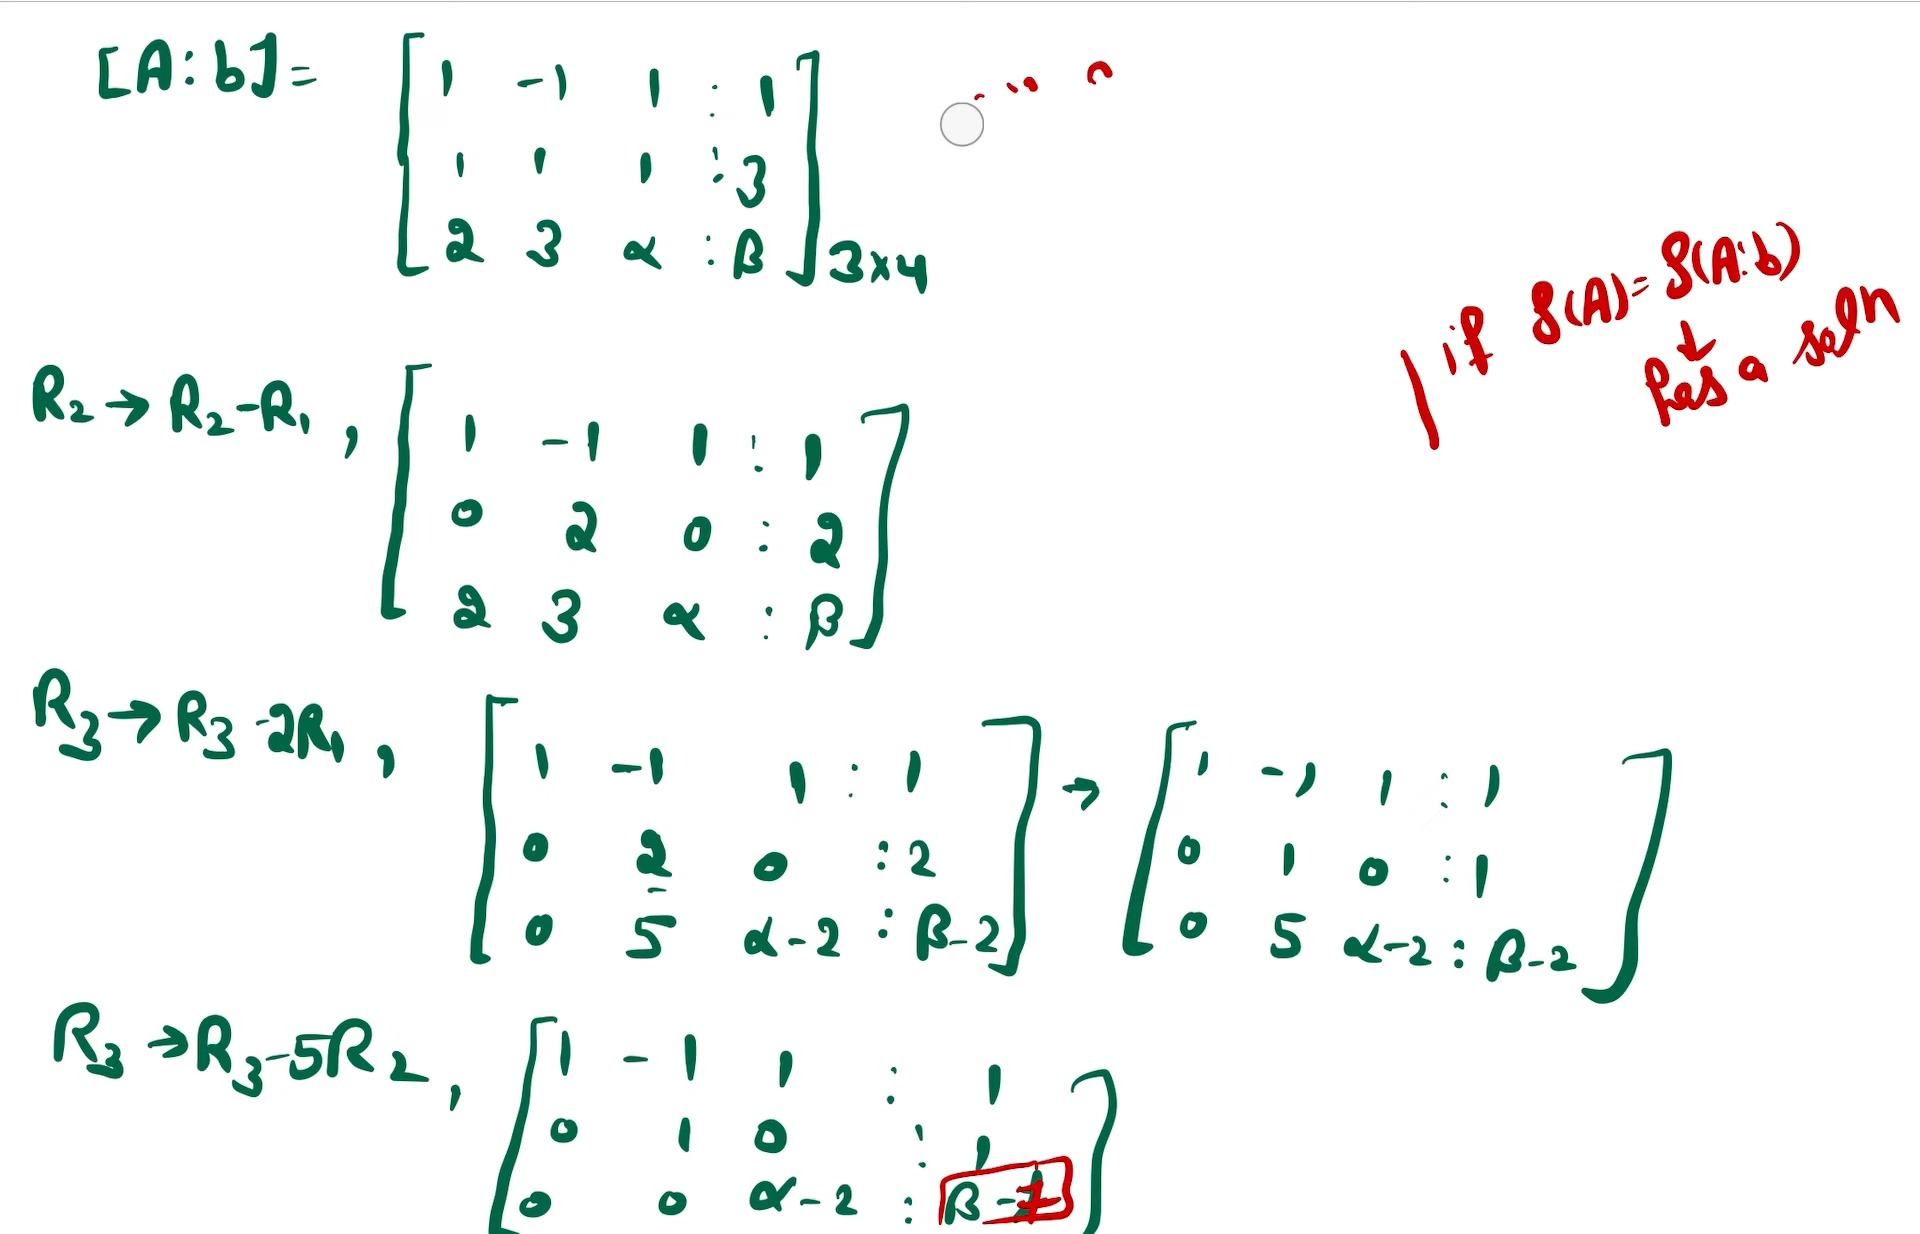 [A:b]= [1 -1 1 : 1
1 1 1 : 3
2 3 α : β] 3×4
if ρ(A)=ρ(A:b)
↓
has a soln
R₂→R₂-R₁, [1 -1 1 : 1
0 2 0 : 2
2 3 α : β]
R₃→R₃-2R₁, [1 -1 1 : 1
0 2 0 : 2
0 5 α-2 : β-2] → [1 -1 1 : 1
0 1 0 : 1
0 5 α-2 : β-2]
R₃→R₃-5R₂, [1 -1 1 : 1
0 1 0 : 1
0 0 α-2 : β-7]